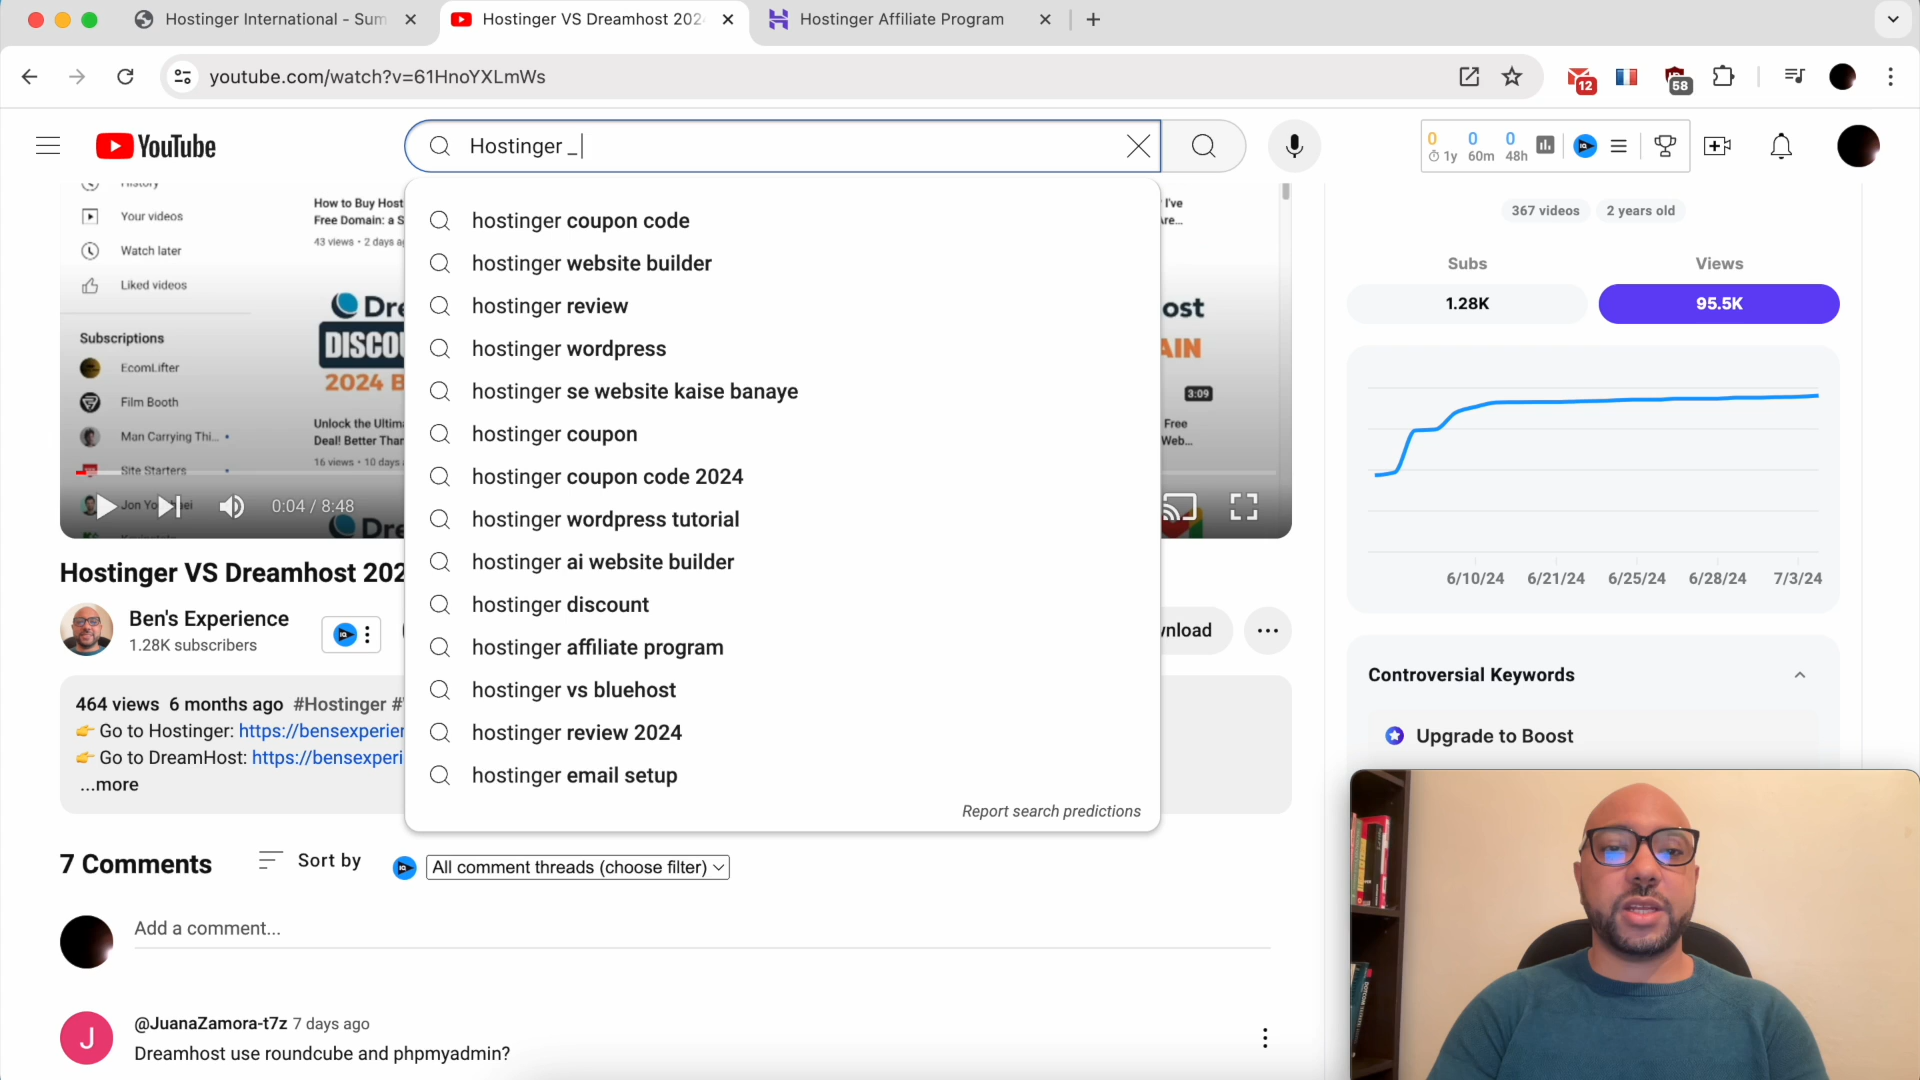 Hostinger International - Sum
Hostinger VS Dreamhost 202
Hostinger Affiliate Program
youtube.com/watch?v=61HnoYXLmWs
12
58
YouTube
Hostinger _
0 0 0
1y 60m 48h
History
Your videos
Watch later
Liked videos
Subscriptions
EcomLifter
Film Booth
Man Carrying Thi...
Site Starters
How to Buy Host
Free Domain: a S
43 views • 2 days a
Dre
DISCOU
2024 B
Unlock the Ultim
Deal! Better Than
16 views • 10 days a
0:04 / 8:48
hostinger coupon code
hostinger website builder
hostinger review
hostinger wordpress
hostinger se website kaise banaye
hostinger coupon
hostinger coupon code 2024
hostinger wordpress tutorial
hostinger ai website builder
hostinger discount
hostinger affiliate program
hostinger vs bluehost
hostinger review 2024
hostinger email setup
Report search predictions
I've
ost
AIN
3:09
Free
Web...
367 videos
2 years old
Subs
Views
1.28K
95.5K
6/10/24 6/21/24 6/25/24 6/28/24 7/3/24
Controversial Keywords
Upgrade to Boost
Hostinger VS Dreamhost 202
Ben's Experience
1.28K subscribers
wnload
464 views 6 months ago #Hostinger #
Go to Hostinger: https://bensexperien
Go to DreamHost: https://bensexperi
...more
7 Comments
Sort by
All comment threads (choose filter)
Add a comment...
J
@JuanaZamora-t7z 7 days ago
Dreamhost use roundcube and phpmyadmin?